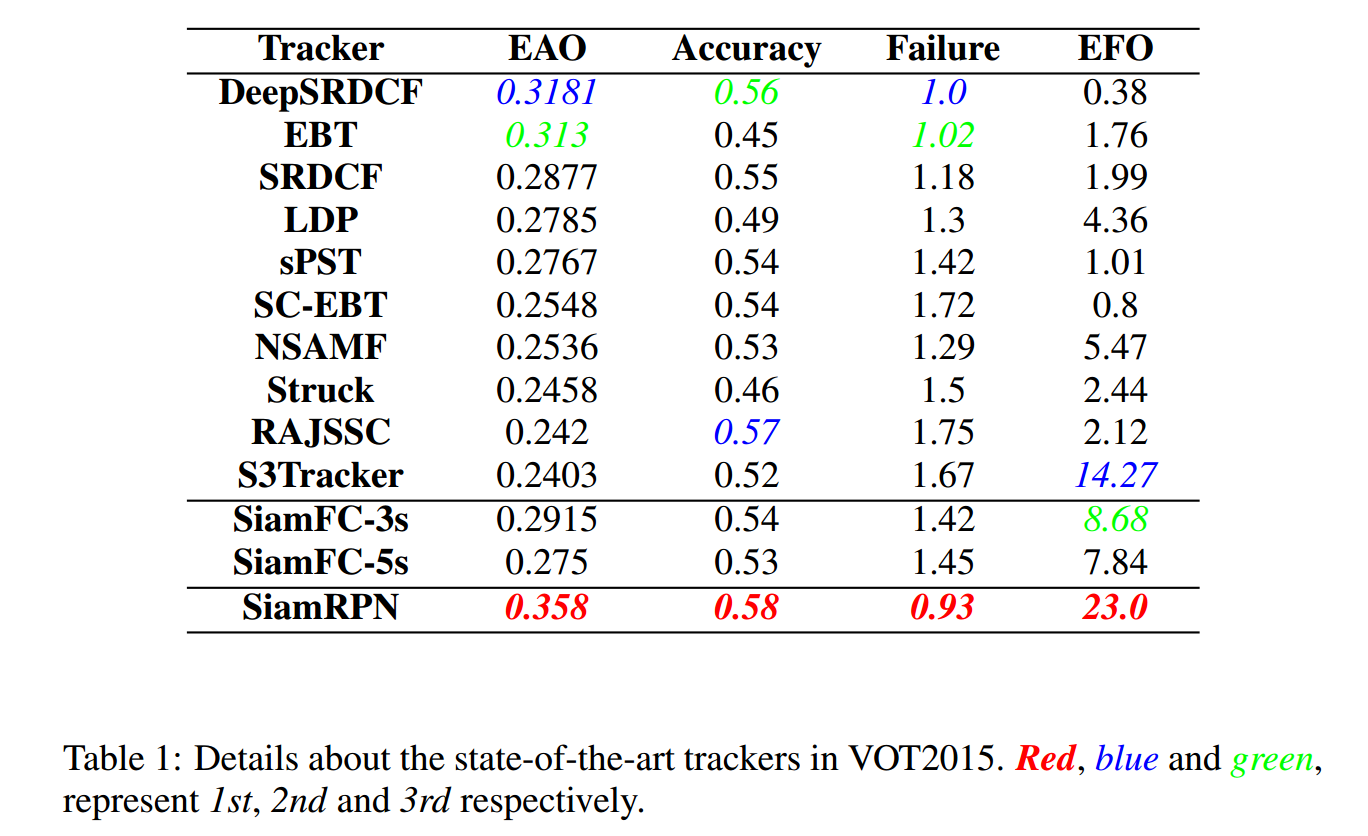 Tracker EAO Accuracy Failure EFO
DeepSRDCF 0.3181 0.56 1.0 0.38
EBT 0.313 0.45 1.02 1.76
SRDCF 0.2877 0.55 1.18 1.99
LDP 0.2785 0.49 1.3 4.36
sPST 0.2767 0.54 1.42 1.01
SC-EBT 0.2548 0.54 1.72 0.8
NSAMF 0.2536 0.53 1.29 5.47
Struck 0.2458 0.46 1.5 2.44
RAJSSC 0.242 0.57 1.75 2.12
S3Tracker 0.2403 0.52 1.67 14.27
SiamFC-3s 0.2915 0.54 1.42 8.68
SiamFC-5s 0.275 0.53 1.45 7.84
SiamRPN 0.358 0.58 0.93 23.0
Table 1: Details about the state-of-the-art trackers in VOT2015. Red, blue and green,
represent 1st, 2nd and 3rd respectively.